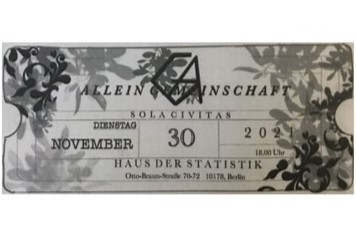 ALLEIN GEMEINSCHAFT
SOLA CIVITAS
DIENSTAG
NOVEMBER 30 2021
18.00 Uhr
HAUS DER STATISTIK
Otto-Braun-Straße 70-72 10178, Berlin